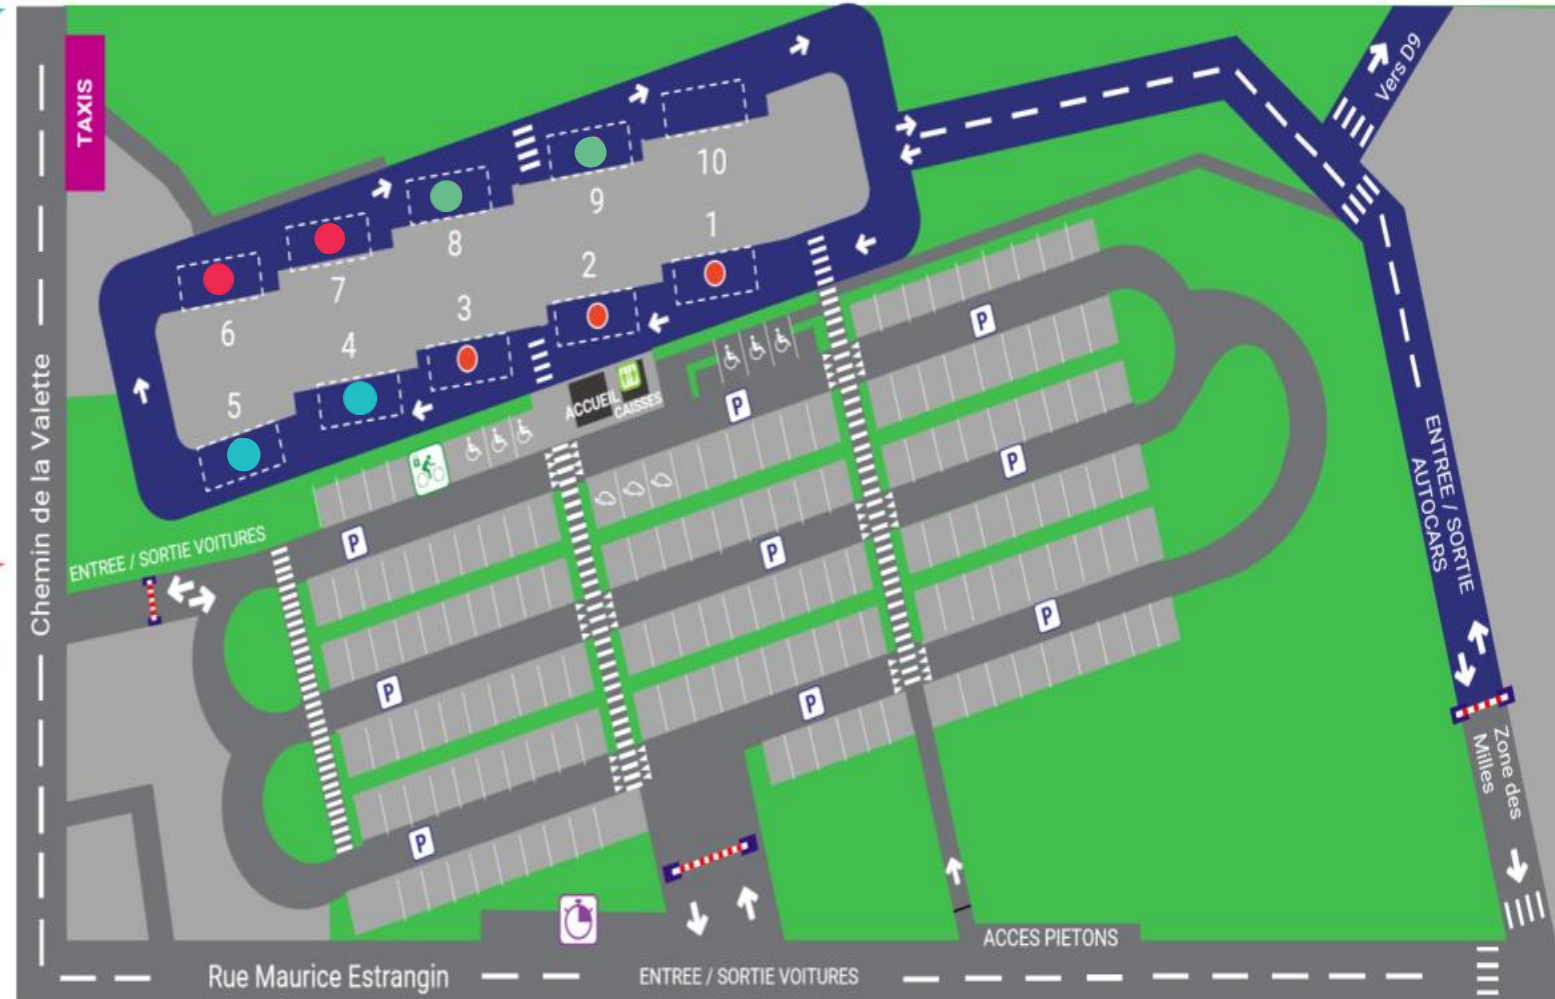 TAXIS
Vers D9
10
9
8
1
7
2
6
3
4
5
ACCUEIL
CAISSES
P
P
P
P
P
P
P
P
P
Chemin de la Valette
ENTREE / SORTIE VOITURES
ENTREE / SORTIE
AUTOCARS
Zone des
Milles
ACCES PIETONS
Rue Maurice Estrangin
ENTREE / SORTIE VOITURES